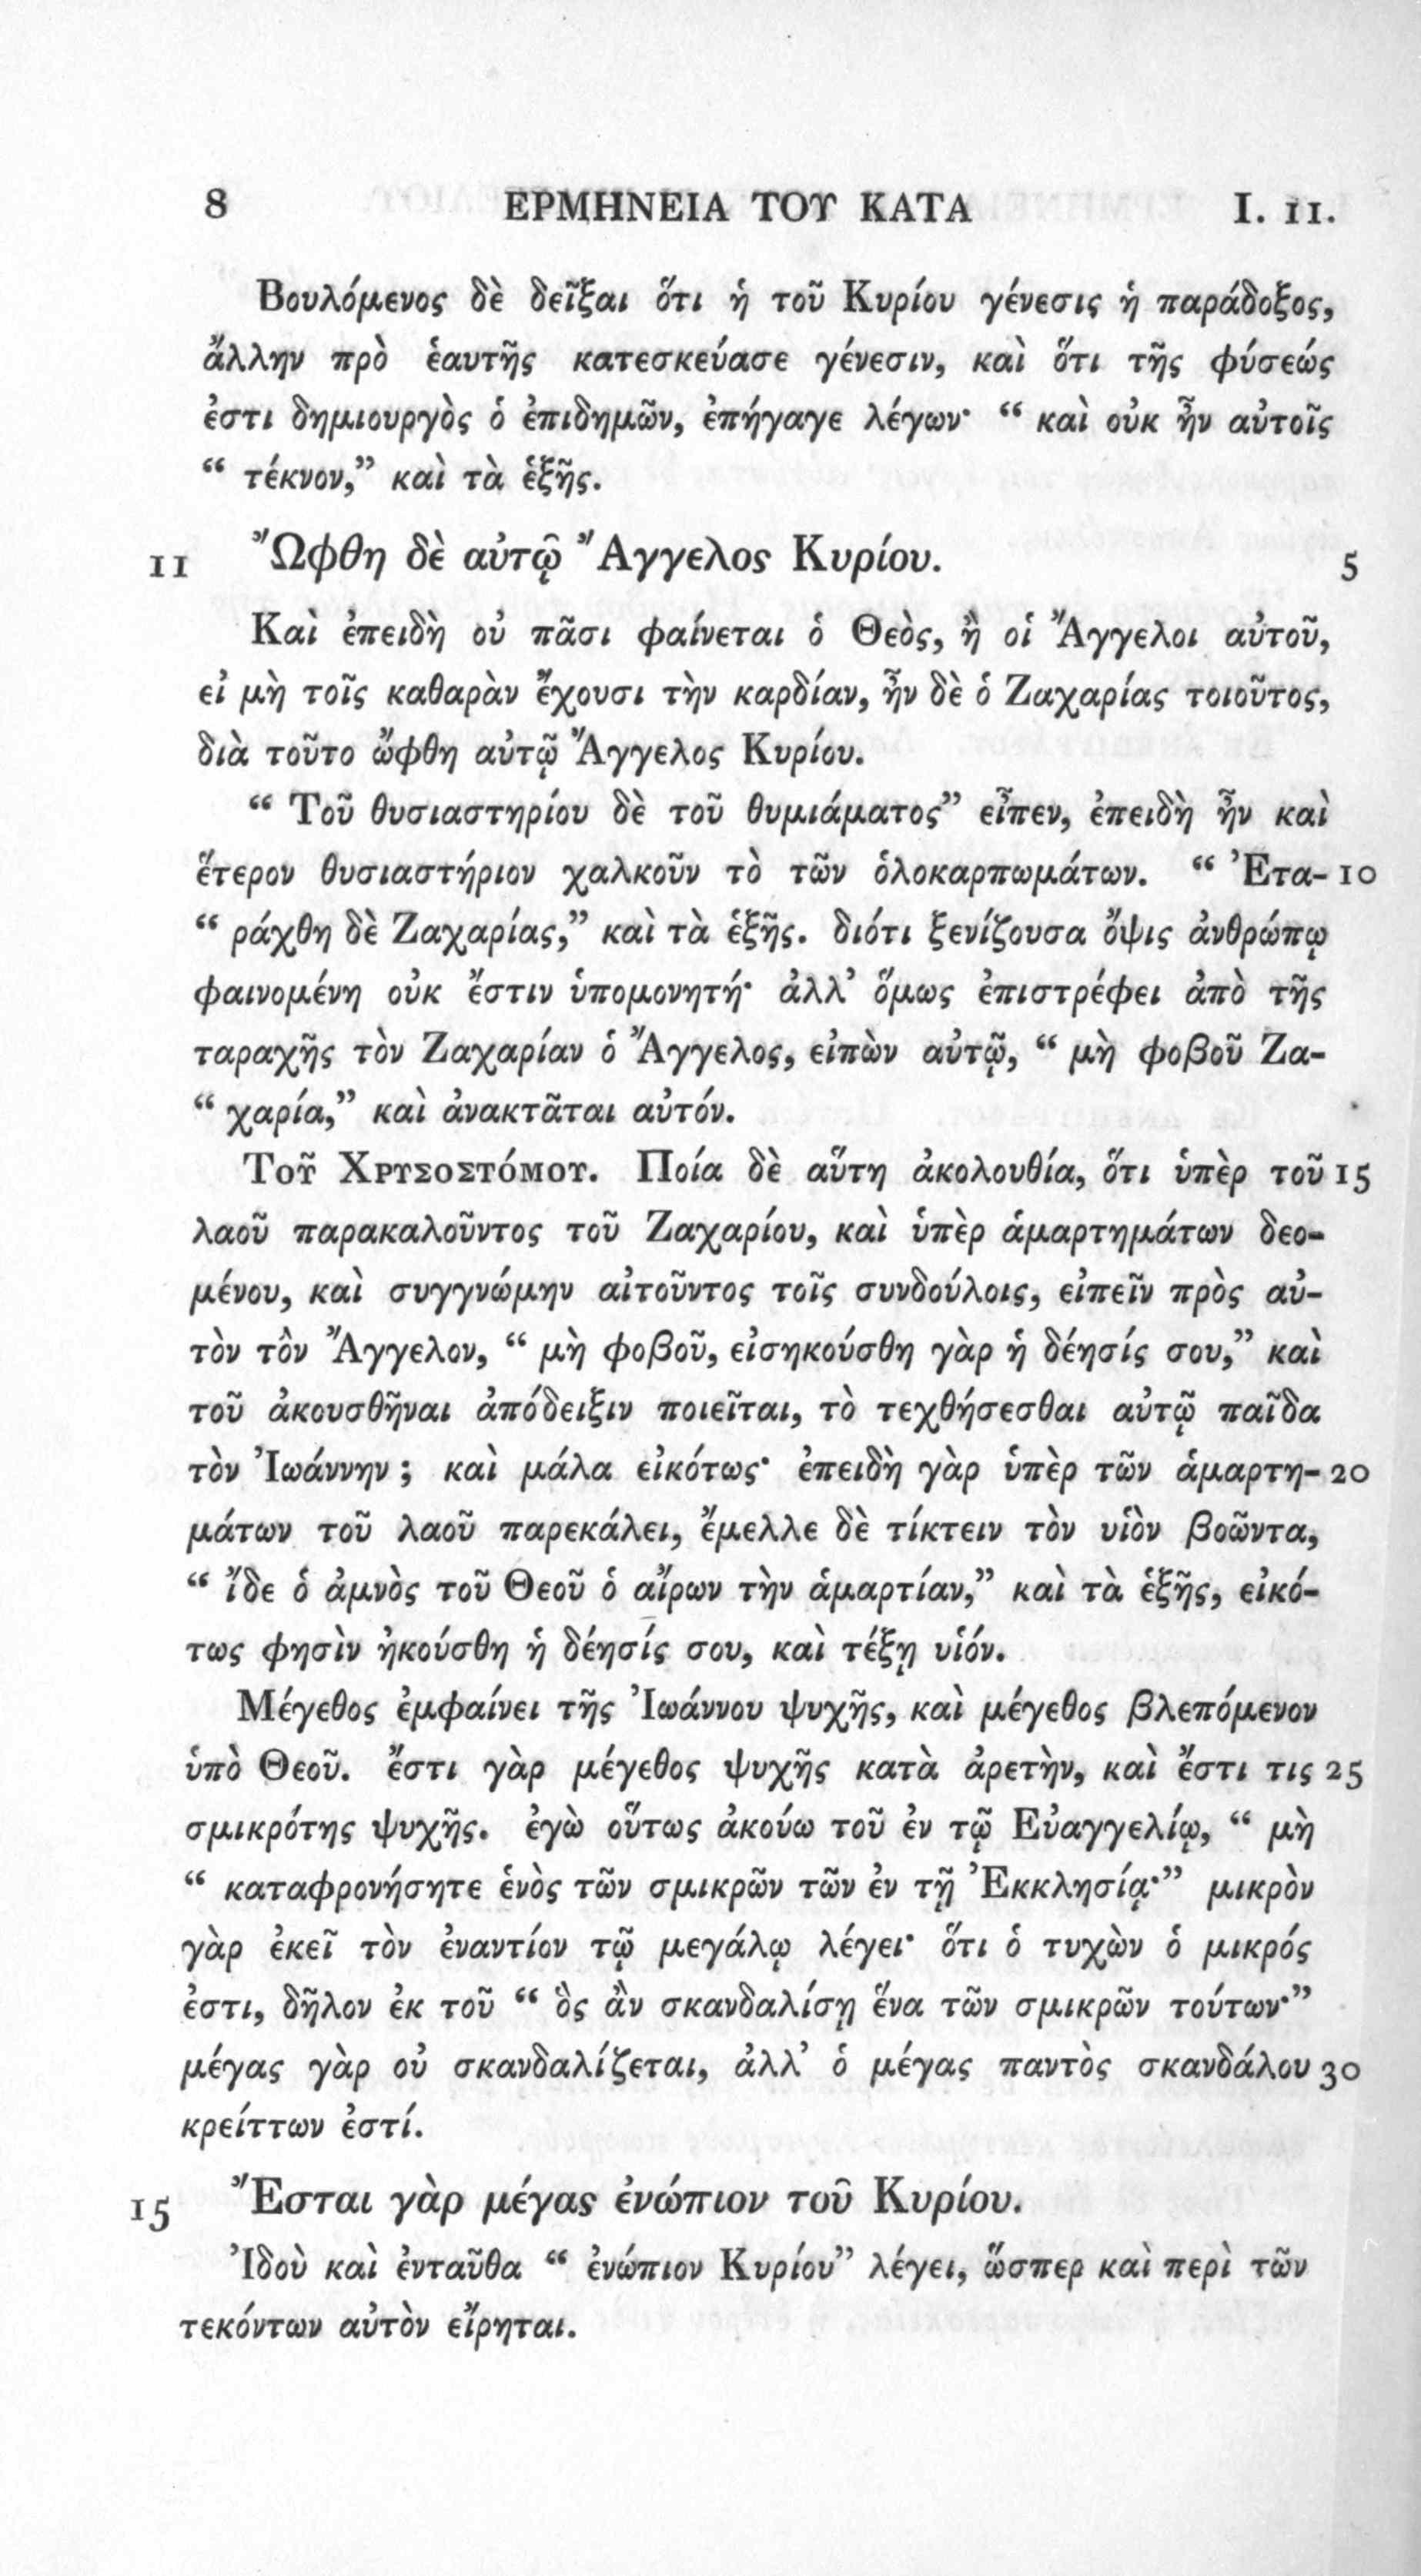 8 ΕΡΜΗΝΕΙΑ ΤΟΥ ΚΑΤΑ I. 11.
Βουλόμενος δὲ δεῖξαι ὅτι ἡ τοῦ Κυρίου γένεσις ἡ παράδοξος,
ἄλλην πρὸ ἑαυτῆς κατεσκεύασε γένεσιν, καὶ ὅτι τῆς φύσεώς
ἐστι δημιουργὸς ὁ ἐπιδημῶν, ἐπήγαγε λέγων· “ καὶ οὐκ ἦν αὐτοῖς
“ τέκνον,” καὶ τὰ ἑξῆς.
11 Ὤφθη δὲ αὐτῷ Ἄγγελος Κυρίου. 5
Καὶ ἐπειδὴ οὐ πᾶσι φαίνεται ὁ Θεὸς, ἢ οἱ Ἄγγελοι αὐτοῦ,
εἰ μὴ τοῖς καθαρὰν ἔχουσι τὴν καρδίαν, ἦν δὲ ὁ Ζαχαρίας τοιοῦτος,
διὰ τοῦτο ὤφθη αὐτῷ Ἄγγελος Κυρίου.
“ Τοῦ θυσιαστηρίου δὲ τοῦ θυμιάματος” εἶπεν, ἐπειδὴ ἦν καὶ
ἕτερον θυσιαστήριον χαλκοῦν τὸ τῶν ὁλοκαρπωμάτων. “ Ἐτα- 10
“ ράχθη δὲ Ζαχαρίας,” καὶ τὰ ἑξῆς. διότι ξενίζουσα ὄψις ἀνθρώπῳ
φαινομένη οὐκ ἔστιν ὑπομονητή· ἀλλ’ ὅμως ἐπιστρέφει ἀπὸ τῆς
ταραχῆς τὸν Ζαχαρίαν ὁ Ἄγγελος, εἰπὼν αὐτῷ, “ μὴ φοβοῦ Ζα-
“ χαρία,” καὶ ἀνακτᾶται αὐτόν.
Τοῦ Χρυσοστόμου. Ποία δὲ αὕτη ἀκολουθία, ὅτι ὑπὲρ τοῦ 15
λαοῦ παρακαλοῦντος τοῦ Ζαχαρίου, καὶ ὑπὲρ ἁμαρτημάτων δεο-
μένου, καὶ συγγνώμην αἰτοῦντος τοῖς συνδούλοις, εἰπεῖν πρὸς αὐ-
τὸν τὸν Ἄγγελον, “ μὴ φοβοῦ, εἰσηκούσθη γὰρ ἡ δέησίς σου,” καὶ
τοῦ ἀκουσθῆναι ἀπόδειξιν ποιεῖται, τὸ τεχθήσεσθαι αὐτῷ παῖδα
τὸν Ἰωάννην ; καὶ μάλα εἰκότως· ἐπειδὴ γὰρ ὑπὲρ τῶν ἁμαρτη- 20
μάτων τοῦ λαοῦ παρεκάλει, ἔμελλε δὲ τίκτειν τὸν υἱὸν βοῶντα,
“ ἴδε ὁ ἀμνὸς τοῦ Θεοῦ ὁ αἴρων τὴν ἁμαρτίαν,” καὶ τὰ ἑξῆς, εἰκό-
τως φησὶν ἠκούσθη ἡ δέησίς σου, καὶ τέξῃ υἱόν.
Μέγεθος ἐμφαίνει τῆς Ἰωάννου ψυχῆς, καὶ μέγεθος βλεπόμενον
ὑπὸ Θεοῦ. ἔστι γὰρ μέγεθος ψυχῆς κατὰ ἀρετὴν, καὶ ἔστι τις 25
σμικρότης ψυχῆς. ἐγὼ οὕτως ἀκούω τοῦ ἐν τῷ Εὐαγγελίῳ, “ μὴ
“ καταφρονήσητε ἑνὸς τῶν σμικρῶν τῶν ἐν τῇ Ἐκκλησίᾳ·” μικρὸν
γὰρ ἐκεῖ τὸν ἐναντίον τῷ μεγάλῳ λέγει· ὅτι ὁ τυχὼν ὁ μικρός
ἐστι, δῆλον ἐκ τοῦ “ ὃς ἂν σκανδαλίσῃ ἕνα τῶν σμικρῶν τούτων·”
μέγας γὰρ οὐ σκανδαλίζεται, ἀλλ’ ὁ μέγας παντὸς σκανδάλου 30
κρείττων ἐστί.
15 Ἔσται γὰρ μέγας ἐνώπιον τοῦ Κυρίου.
Ἰδοὺ καὶ ἐνταῦθα “ ἐνώπιον Κυρίου” λέγει, ὥσπερ καὶ περὶ τῶν
τεκόντων αὐτὸν εἴρηται.